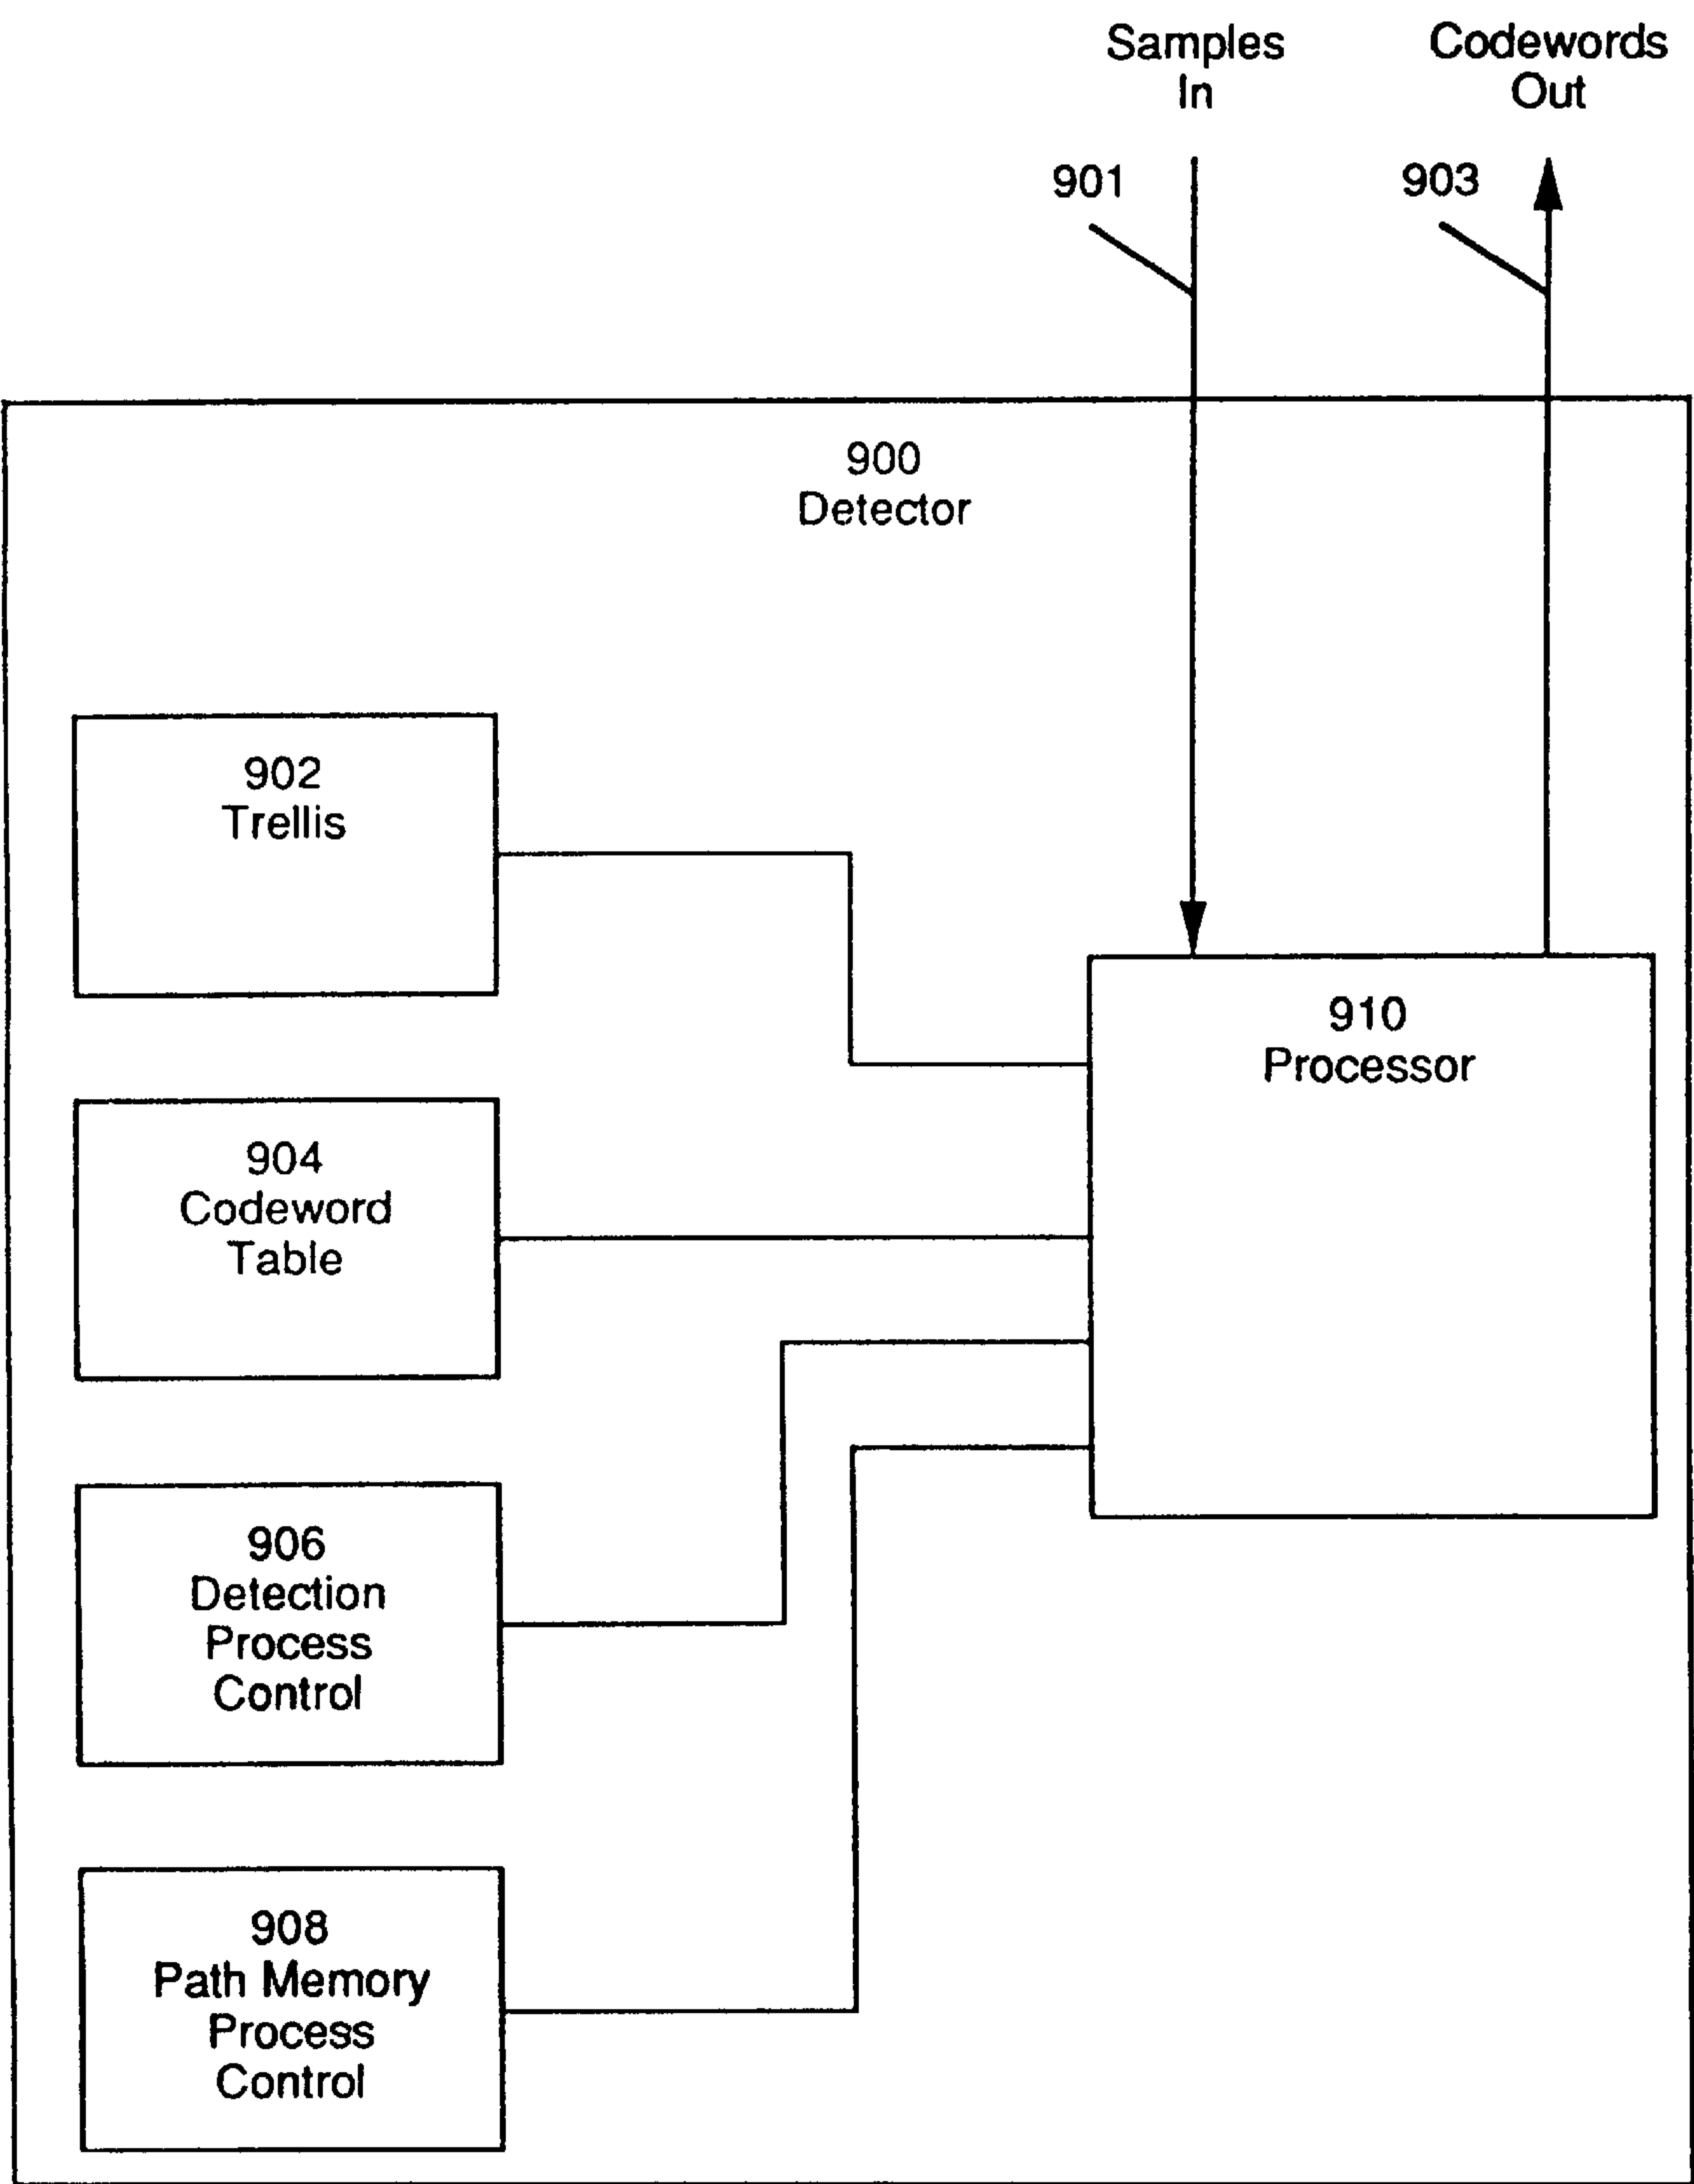 Samples
In
Codewords
Out
901
903
900
Detector
902
Trellis
910
Processor
904
Codeword
Table
906
Detection
Process
Control
908
Path Memory
Process
Control